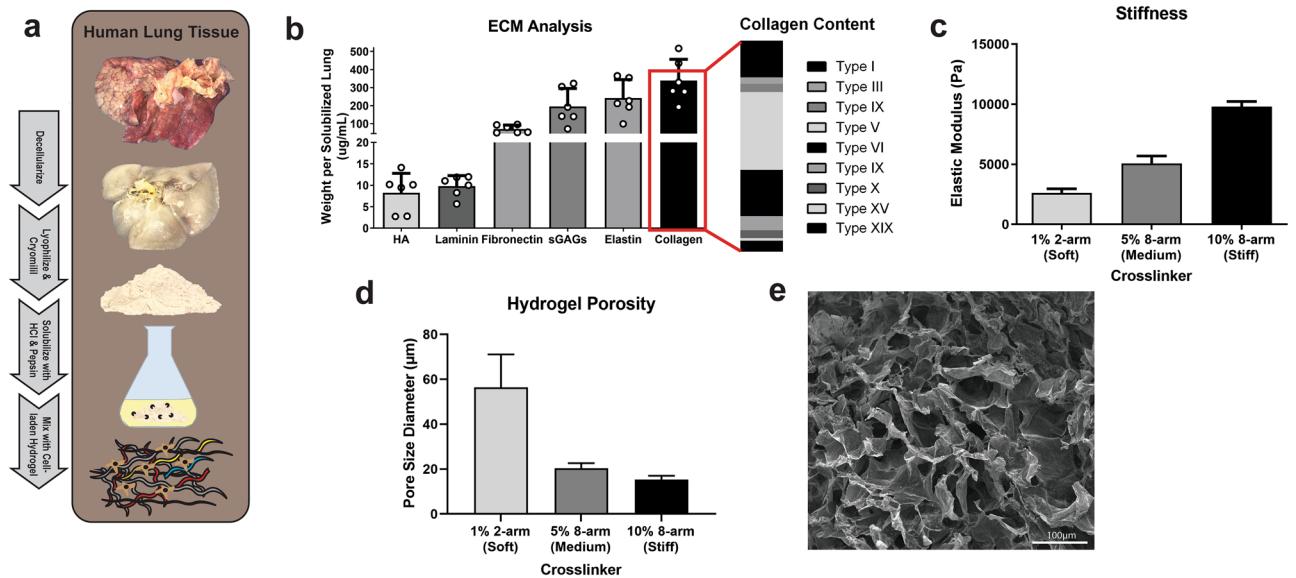 a
Human Lung Tissue
Decellularize
Lyophilize &
Cryomilll
Solubilize with
HCl & Pepsin
Mix with Cell-
laden Hydrogel
b
ECM Analysis
Weight per Solubilized Lung
(ug/mL)
500
400
300
200
100
20
15
10
5
0
HA
Laminin
Fibronectin
sGAGs
Elastin
Collagen
Collagen Content
Type I
Type III
Type IX
Type V
Type VI
Type IX
Type X
Type XV
Type XIX
c
Stiffness
Elastic Modulus (Pa)
15000
10000
5000
0
1% 2-arm
(Soft)
5% 8-arm
(Medium)
10% 8-arm
(Stiff)
Crosslinker
d
Hydrogel Porosity
Pore Size Diameter (μm)
80
60
40
20
0
1% 2-arm
(Soft)
5% 8-arm
(Medium)
10% 8-arm
(Stiff)
Crosslinker
e
100μm